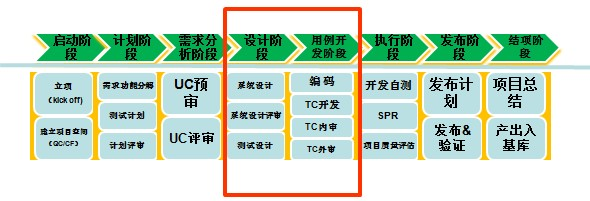 启动阶
段
计划阶
段
需求分
析阶段
设计阶
段
用例开
发阶段
执行阶
段
发布阶
段
结项阶
段
立项
（kick off）
建立项目空间
(QC/CF)
需求功能分解
测试计划
计划评审
UC预
审
UC评审
系统设计
系统设计评审
测试设计
编码
TC开发
TC内审
TC外审
开发自测
SPR
项目质量评估
发布计
划
发布&
验证
项目总
结
产出入
基库